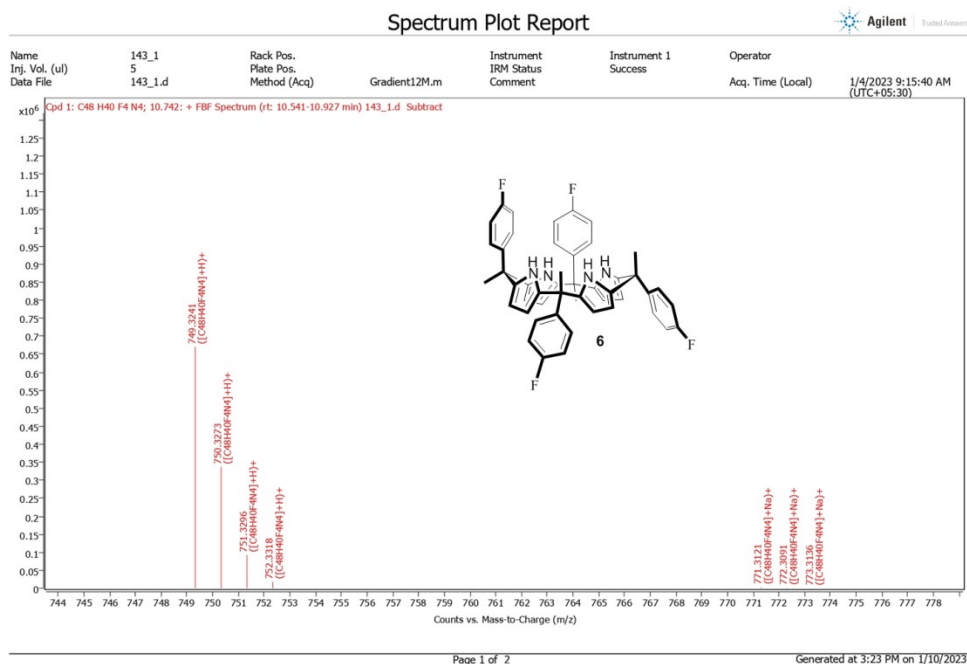 Spectrum Plot Report
Agilent Trusted Answers
Name 143_1 Rack Pos. Instrument Instrument 1 Operator
Inj. Vol. (ul) 5 Plate Pos. IRM Status Success
Data File 143_1.d Method (Acq) Gradient12M.m Comment Acq. Time (Local) 1/4/2023 9:15:40 AM
(UTC+05:30)
x10⁶
Cpd 1: C48 H40 F4 N4; 10.742: + FBF Spectrum (rt: 10.541-10.927 min) 143_1.d Subtract
1.25
1.2
1.15
1.1
1.05
1
0.95
0.9
0.85
0.8
0.75
0.7
0.65
0.6
0.55
0.5
0.45
0.4
0.35
0.3
0.25
0.2
0.15
0.1
0.05
0
749.3241
([C48H40F4N4]+H)+
750.3273
([C48H40F4N4]+H)+
751.3296
([C48H40F4N4]+H)+
752.3318
([C48H40F4N4]+H)+
F
F
H
N
H
N
H
N
H
N
6
F
F
771.3121
([C48H40F4N4]+Na)+
772.3091
([C48H40F4N4]+Na)+
773.3136
([C48H40F4N4]+Na)+
744 745 746 747 748 749 750 751 752 753 754 755 756 757 758 759 760 761 762 763 764 765 766 767 768 769 770 771 772 773 774 775 776 777 778
Counts vs. Mass-to-Charge (m/z)
Page 1 of 2 Generated at 3:23 PM on 1/10/2023